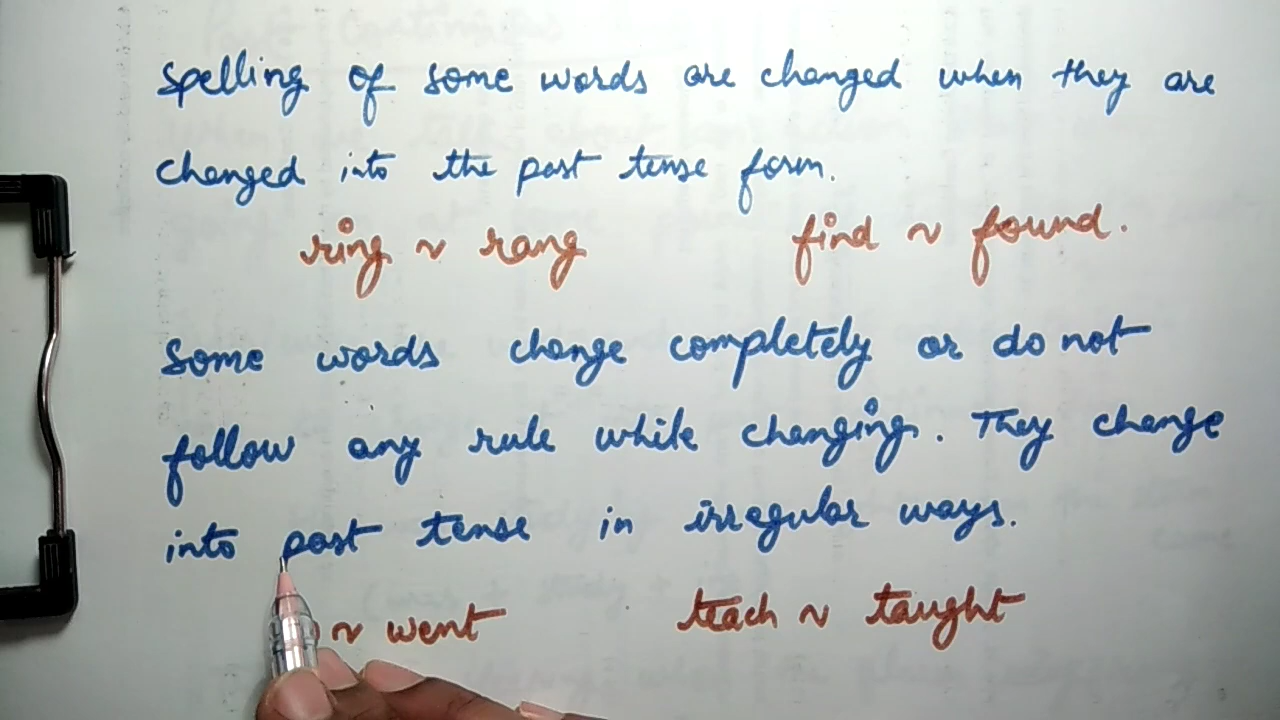 Spelling of some words are changed when they are
changed into the past tense form.
ring ~ rang find ~ found.
Some words change completely or do not
follow any rule while changing. They change
into past tense in irregular ways.
~ went teach ~ taught